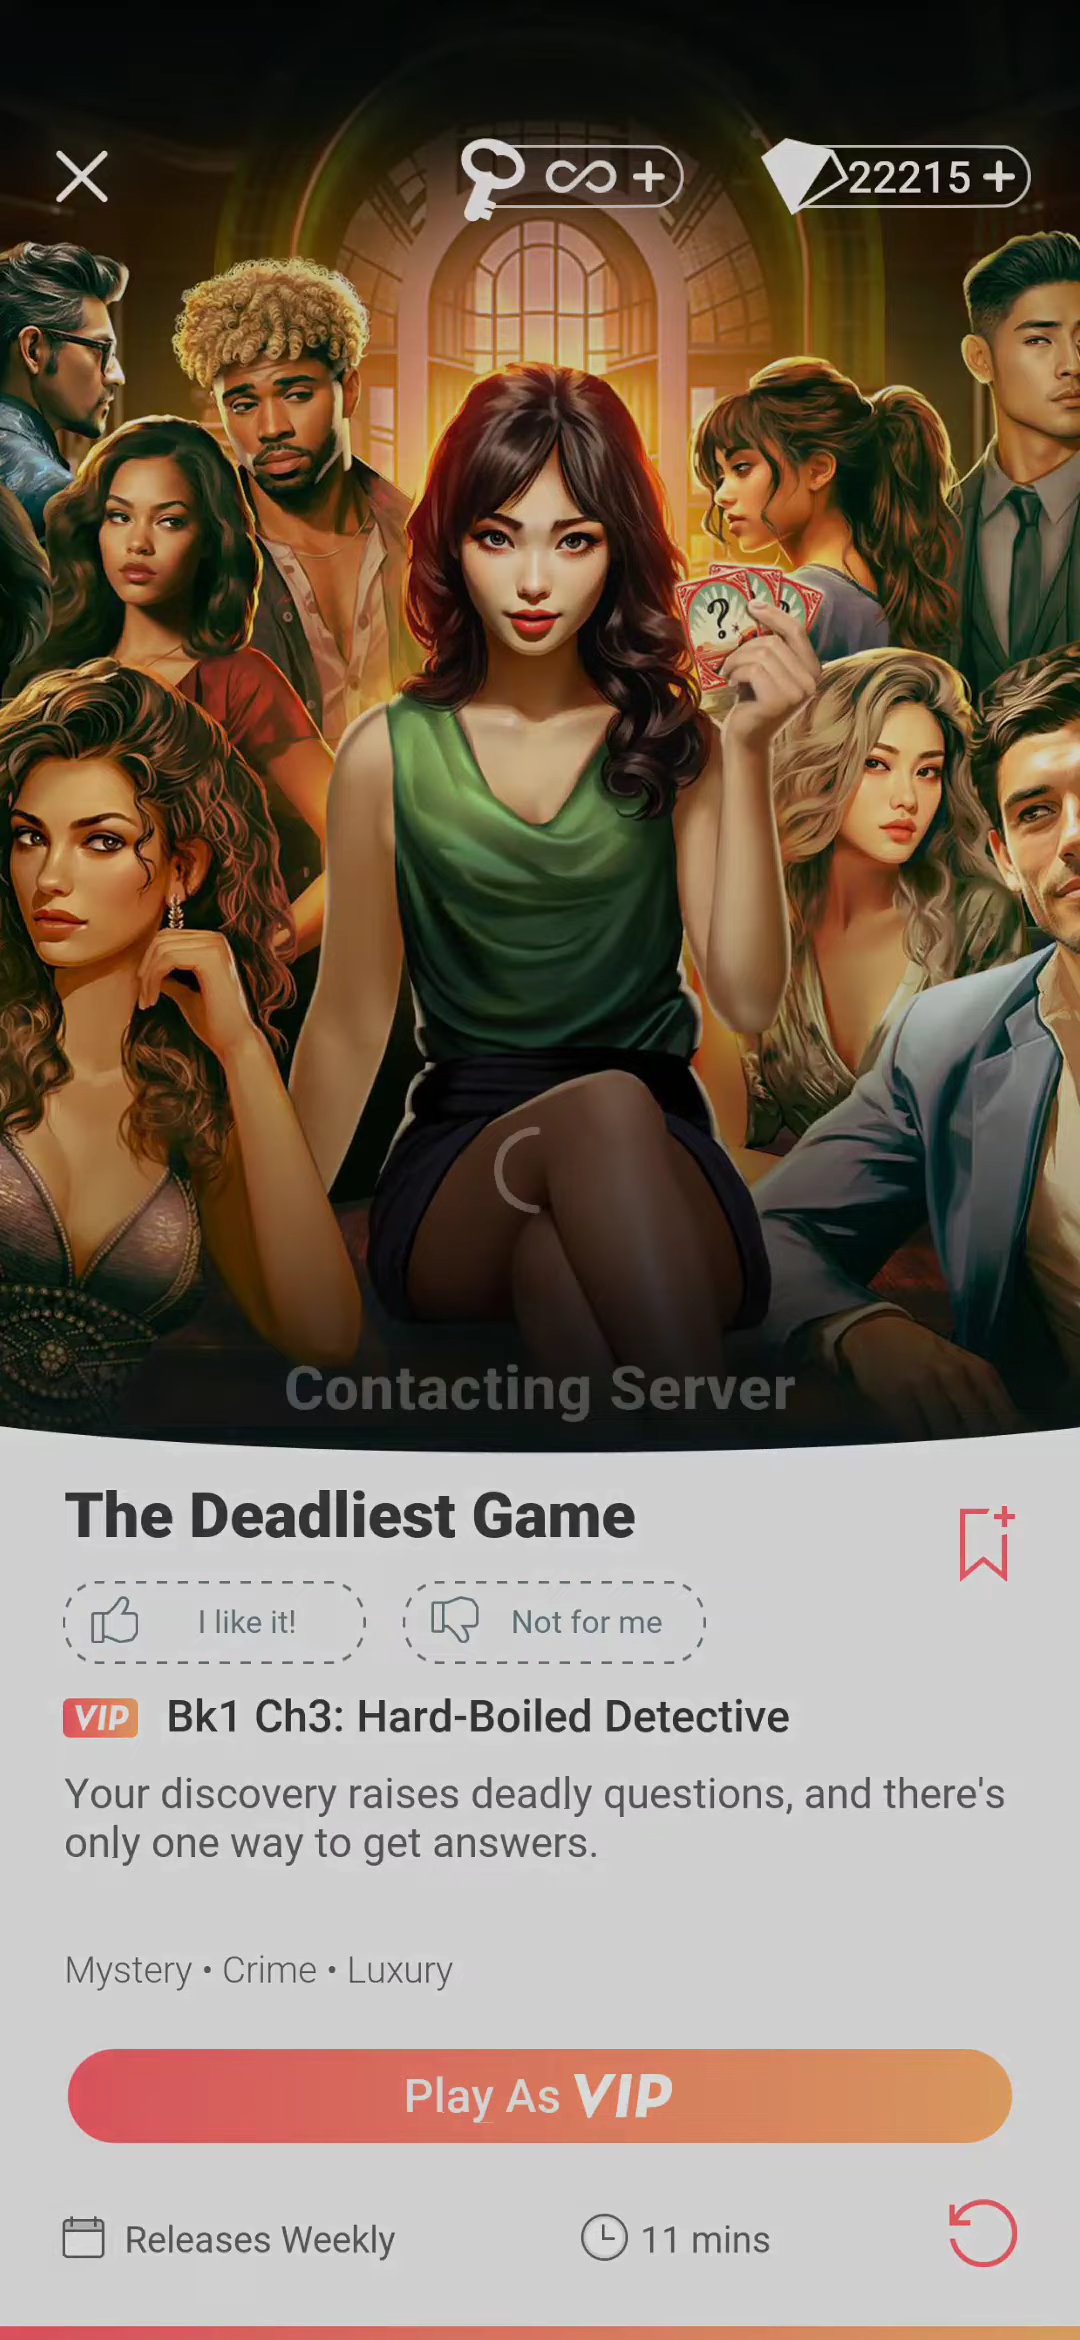 22215
?
Contacting Server
The Deadliest Game
I like it!
Not for me
VIP Bk1 Ch3: Hard-Boiled Detective
Your discovery raises deadly questions, and there's
only one way to get answers.
Mystery • Crime • Luxury
Play As VIP
Releases Weekly
11 mins